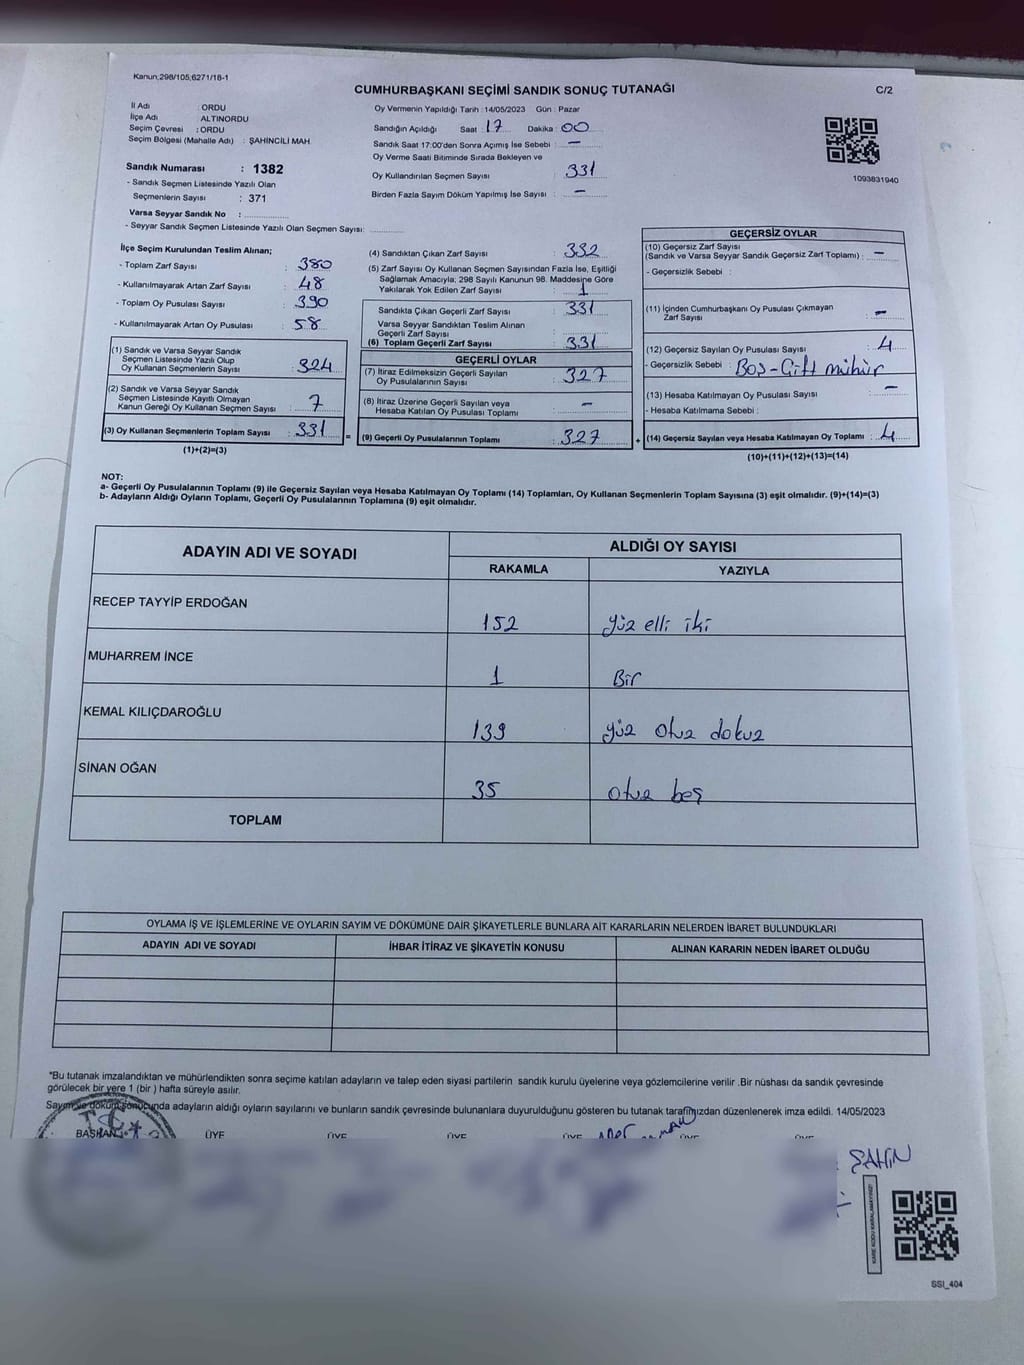 Kanun,298/105,6271/18-1
CUMHURBAŞKANI SEÇİMİ SANDIK SONUÇ TUTANAĞI
C/2
İl Adı : ORDU
İlçe Adı : ALTINORDU
Seçim Çevresi : ORDU
Seçim Bölgesi (Mahalle Adı) : ŞAHİNCİLİ MAH.
Sandık Numarası : 1382
- Sandık Seçmen Listesinde Yazılı Olan
Seçmenlerin Sayısı : 371
Varsa Seyyar Sandık No :
- Seyyar Sandık Seçmen Listesinde Yazılı Olan Seçmen Sayısı:
Oy Vermenin Yapıldığı Tarih : 14/05/2023 Gün : Pazar
Sandığın Açıldığı Saat : 17 Dakika : 00
Sandık Saat 17:00'den Sonra Açımış İse Sebebi : -
Oy Verme Saati Bitiminde Sırada Bekleyen ve
Oy Kullandırılan Seçmen Sayısı : 331
Birden Fazla Sayım Döküm Yapılmış İse Sayısı : -
1093831940
İlçe Seçim Kurulundan Teslim Alınan;
- Toplam Zarf Sayısı : 380
- Kullanılmayarak Artan Zarf Sayısı : 48
- Toplam Oy Pusulası Sayısı : 390
- Kullanılmayarak Artan Oy Pusulası : 58
(1) Sandık ve Varsa Seyyar Sandık
Seçmen Listesinde Yazılı Olup
Oy Kullanan Seçmenlerin Sayısı : 324
(2) Sandık ve Varsa Seyyar Sandık
Seçmen Listesinde Kayıtlı Olmayan
Kanun Gereği Oy Kullanan Seçmen Sayısı : 7
(3) Oy Kullanan Seçmenlerin Toplam Sayısı : 331
(1)+(2)=(3)
(4) Sandıktan Çıkan Zarf Sayısı : 332
(5) Zarf Sayısı Oy Kullanan Seçmen Sayısından Fazla İse, Eşitliği
Sağlamak Amacıyla; 298 Sayılı Kanunun 98. Maddesine Göre
Yakılarak Yok Edilen Zarf Sayısı : 1
Sandıkta Çıkan Geçerli Zarf Sayısı : 331
Varsa Seyyar Sandıktan Teslim Alınan
Geçerli Zarf Sayısı :
(6) Toplam Geçerli Zarf Sayısı : 331
GEÇERLİ OYLAR
(7) İtiraz Edilmeksizin Geçerli Sayılan
Oy Pusulalarının Sayısı : 327
(8) İtiraz Üzerine Geçerli Sayılan veya
Hesaba Katılan Oy Pusulası Toplamı : -
= (9) Geçerli Oy Pusulalarının Toplamı : 327
GEÇERSİZ OYLAR
(10) Geçersiz Zarf Sayısı
(Sandık ve Varsa Seyyar Sandık Geçersiz Zarf Toplamı) : -
- Geçersizlik Sebebi :
(11) İçinden Cumhurbaşkanı Oy Pusulası Çıkmayan
Zarf Sayısı : -
(12) Geçersiz Sayılan Oy Pusulası Sayısı : 4
- Geçersizlik Sebebi : Boş-Çift mühür
(13) Hesaba Katılmayan Oy Pusulası Sayısı : -
- Hesaba Katılmama Sebebi :
+ (14) Geçersiz Sayılan veya Hesaba Katılmayan Oy Toplamı : 4
(10)+(11)+(12)+(13)=(14)
NOT:
a- Geçerli Oy Pusulalarının Toplamı (9) ile Geçersiz Sayılan veya Hesaba Katılmayan Oy Toplamı (14) Toplamları, Oy Kullanan Seçmenlerin Toplam Sayısına (3) eşit olmalıdır. (9)+(14)=(3)
b- Adayların Aldığı Oyların Toplamı, Geçerli Oy Pusulalarının Toplamına (9) eşit olmalıdır.
ADAYIN ADI VE SOYADI
ALDIĞI OY SAYISI
RAKAMLA YAZIYLA
RECEP TAYYİP ERDOĞAN 152 yüz elli iki
MUHARREM İNCE 1 Bir
KEMAL KILIÇDAROĞLU 139 yüz otuz dokuz
SİNAN OĞAN 35 otuz beş
TOPLAM
OYLAMA İŞ VE İŞLEMLERİNE VE OYLARIN SAYIM VE DÖKÜMÜNE DAİR ŞİKAYETLERLE BUNLARA AİT KARARLARIN NELERDEN İBARET BULUNDUKLARI
ADAYIN ADI VE SOYADI İHBAR İTİRAZ VE ŞİKAYETİN KONUSU ALINAN KARARIN NEDEN İBARET OLDUĞU
*Bu tutanak imzalandıktan ve mühürlendikten sonra seçime katılan adayların ve talep eden siyasi partilerin sandık kurulu üyelerine veya gözlemcilerine verilir .Bir nüshası da sandık çevresinde
görülecek bir yere 1 (bir ) hafta süreyle asılır.
Sayım ve döküm sonucunda adayların aldığı oyların sayılarını ve bunların sandık çevresinde bulunanlara duyurulduğunu gösteren bu tutanak tarafımızdan düzenlenerek imza edildi. 14/05/2023
BAŞKAN ÜYE ÜYE ÜYE ÜYE ÜYE ÜYE
T.C.
ŞAHİN
KARE KODU KARALAMAYINIZ!
SSI_404